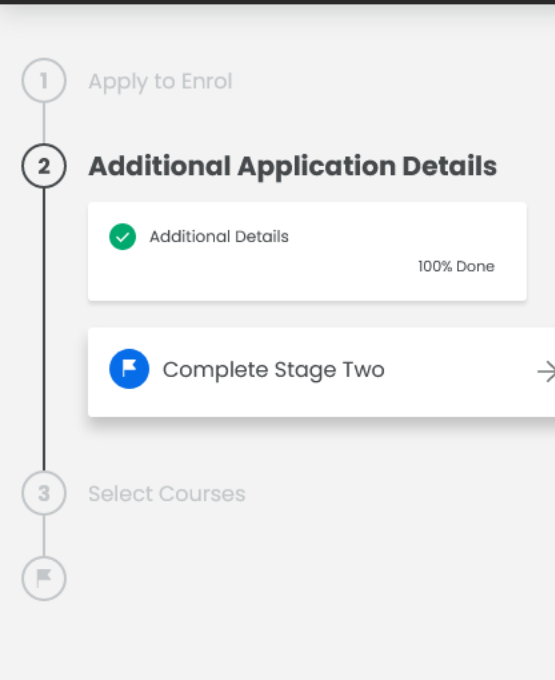 1 Apply to Enrol
2 Additional Application Details
Additional Details
100% Done
Complete Stage Two
3 Select Courses